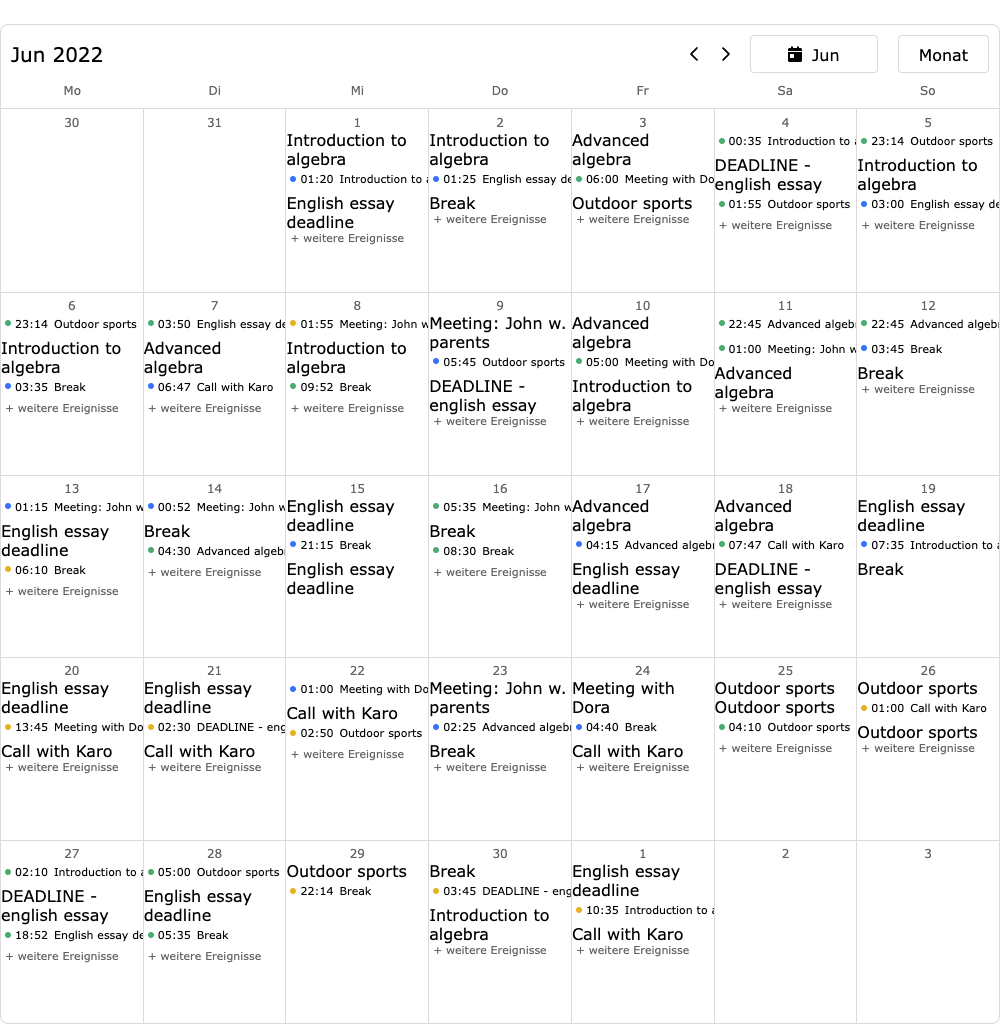 Jun 2022
Jun
Monat
Mo Di Mi Do Fr Sa So
30
31
1
Introduction to
algebra
01:20 Introduction to
English essay
deadline
+ weitere Ereignisse
2
Introduction to
algebra
01:25 English essay de
Break
+ weitere Ereignisse
3
Advanced
algebra
06:00 Meeting with Do
Outdoor sports
+ weitere Ereignisse
4
00:35 Introduction to
DEADLINE -
english essay
01:55 Outdoor sports
+ weitere Ereignisse
5
23:14 Outdoor sports
Introduction to
algebra
03:00 English essay de
+ weitere Ereignisse
6
23:14 Outdoor sports
Introduction to
algebra
03:35 Break
+ weitere Ereignisse
7
03:50 English essay de
Advanced
algebra
06:47 Call with Karo
+ weitere Ereignisse
8
01:55 Meeting: John w
Introduction to
algebra
09:52 Break
+ weitere Ereignisse
9
Meeting: John w.
parents
05:45 Outdoor sports
DEADLINE -
english essay
+ weitere Ereignisse
10
Advanced
algebra
05:00 Meeting with Do
Introduction to
algebra
+ weitere Ereignisse
11
22:45 Advanced algeb
01:00 Meeting: John w
Advanced
algebra
+ weitere Ereignisse
12
22:45 Advanced algeb
03:45 Break
Break
+ weitere Ereignisse
13
01:15 Meeting: John w
English essay
deadline
06:10 Break
+ weitere Ereignisse
14
00:52 Meeting: John w
Break
04:30 Advanced algeb
+ weitere Ereignisse
15
English essay
deadline
21:15 Break
English essay
deadline
16
05:35 Meeting: John w
Break
08:30 Break
+ weitere Ereignisse
17
Advanced
algebra
04:15 Advanced algeb
English essay
deadline
+ weitere Ereignisse
18
Advanced
algebra
07:47 Call with Karo
DEADLINE -
english essay
+ weitere Ereignisse
19
English essay
deadline
07:35 Introduction to
Break
20
English essay
deadline
13:45 Meeting with Do
Call with Karo
+ weitere Ereignisse
21
English essay
deadline
02:30 DEADLINE - eng
Call with Karo
+ weitere Ereignisse
22
01:00 Meeting with Do
Call with Karo
02:50 Outdoor sports
+ weitere Ereignisse
23
Meeting: John w.
parents
02:25 Advanced algeb
Break
+ weitere Ereignisse
24
Meeting with
Dora
04:40 Break
Call with Karo
+ weitere Ereignisse
25
Outdoor sports
Outdoor sports
04:10 Outdoor sports
+ weitere Ereignisse
26
Outdoor sports
01:00 Call with Karo
Outdoor sports
+ weitere Ereignisse
27
02:10 Introduction to
DEADLINE -
english essay
18:52 English essay de
+ weitere Ereignisse
28
05:00 Outdoor sports
English essay
deadline
05:35 Break
+ weitere Ereignisse
29
Outdoor sports
22:14 Break
30
Break
03:45 DEADLINE - eng
Introduction to
algebra
+ weitere Ereignisse
1
English essay
deadline
10:35 Introduction to
Call with Karo
+ weitere Ereignisse
2
3